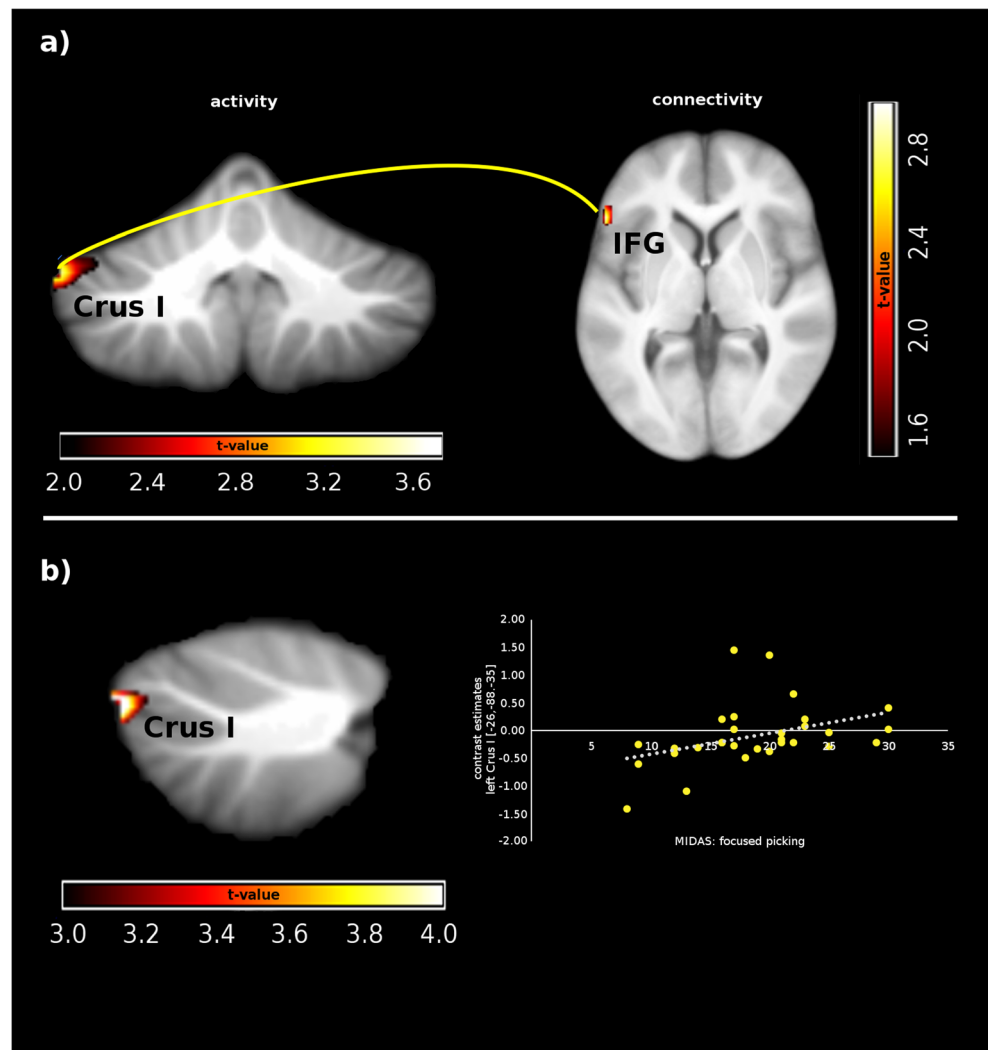 a)
activity
connectivity
Crus I
IFG
t-value
2.8
2.4
2.0
1.6
t-value
2.0 2.4 2.8 3.2 3.6
b)
Crus I
t-value
3.0 3.2 3.4 3.6 3.8 4.0
contrast estimates
left Crus I [-26,-88,-35]
2.00
1.50
1.00
0.50
0.00
-0.50
-1.00
-1.50
-2.00
5 10 15 20 25 30 35
MIDAS: focused picking